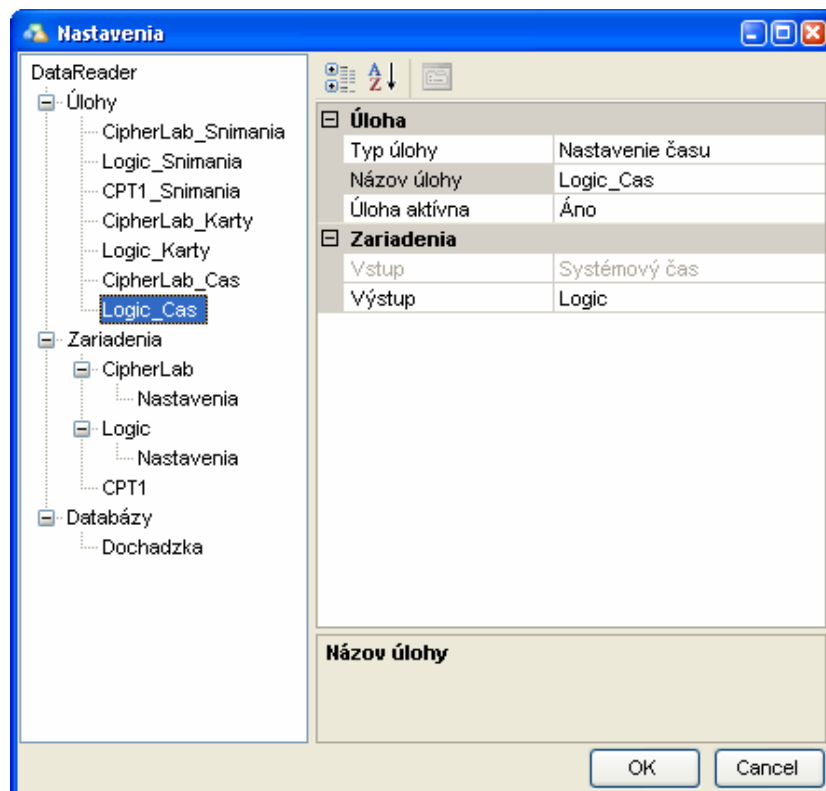 Nastavenia
DataReader
Úlohy
CipherLab_Snimania
Logic_Snimania
CPT1_Snimania
CipherLab_Karty
Logic_Karty
CipherLab_Cas
Logic_Cas
Zariadenia
CipherLab
Nastavenia
Logic
Nastavenia
CPT1
Databázy
Dochadzka
Úloha
Typ úlohy Nastavenie času
Názov úlohy Logic_Cas
Úloha aktívna Áno
Zariadenia
Vstup Systémový čas
Výstup Logic
Názov úlohy
OK Cancel